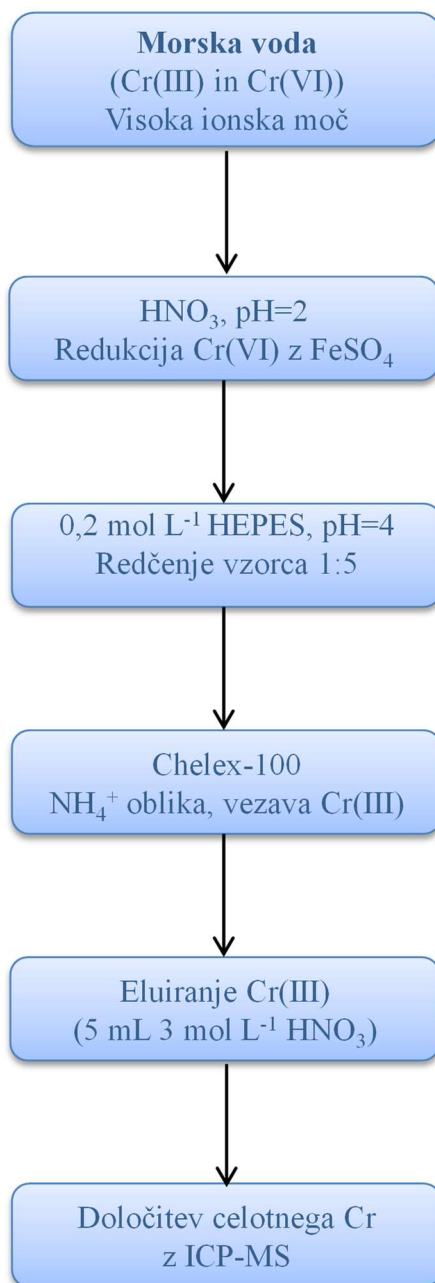 Morska voda
(Cr(III) in Cr(VI))
Visoka ionska moč
HNO₃, pH=2
Redukcija Cr(VI) z FeSO₄
0,2 mol L⁻¹ HEPES, pH=4
Redčenje vzorca 1:5
Chelex-100
NH₄⁺ oblika, vezava Cr(III)
Eluiranje Cr(III)
(5 mL 3 mol L⁻¹ HNO₃)
Določitev celotnega Cr
z ICP-MS